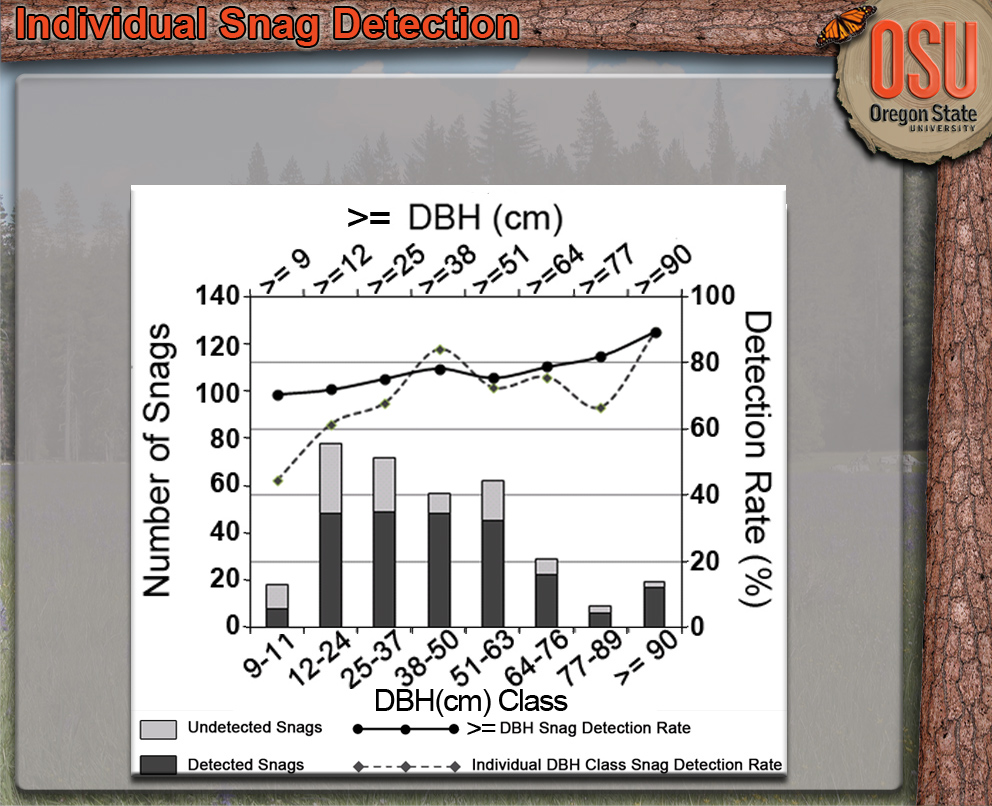 Individual Snag Detection
OSU
Oregon State
UNIVERSITY
>= DBH (cm)
>= 9 >=12 >=25 >=38 >=51 >=64 >=77 >=90
Number of Snags
140
120
100
80
60
40
20
0
100
80
60
40
20
0
Detection Rate (%)
9-11 12-24 25-37 38-50 51-63 64-76 77-89 >= 90
DBH(cm) Class
Undetected Snags >= DBH Snag Detection Rate
Detected Snags Individual DBH Class Snag Detection Rate